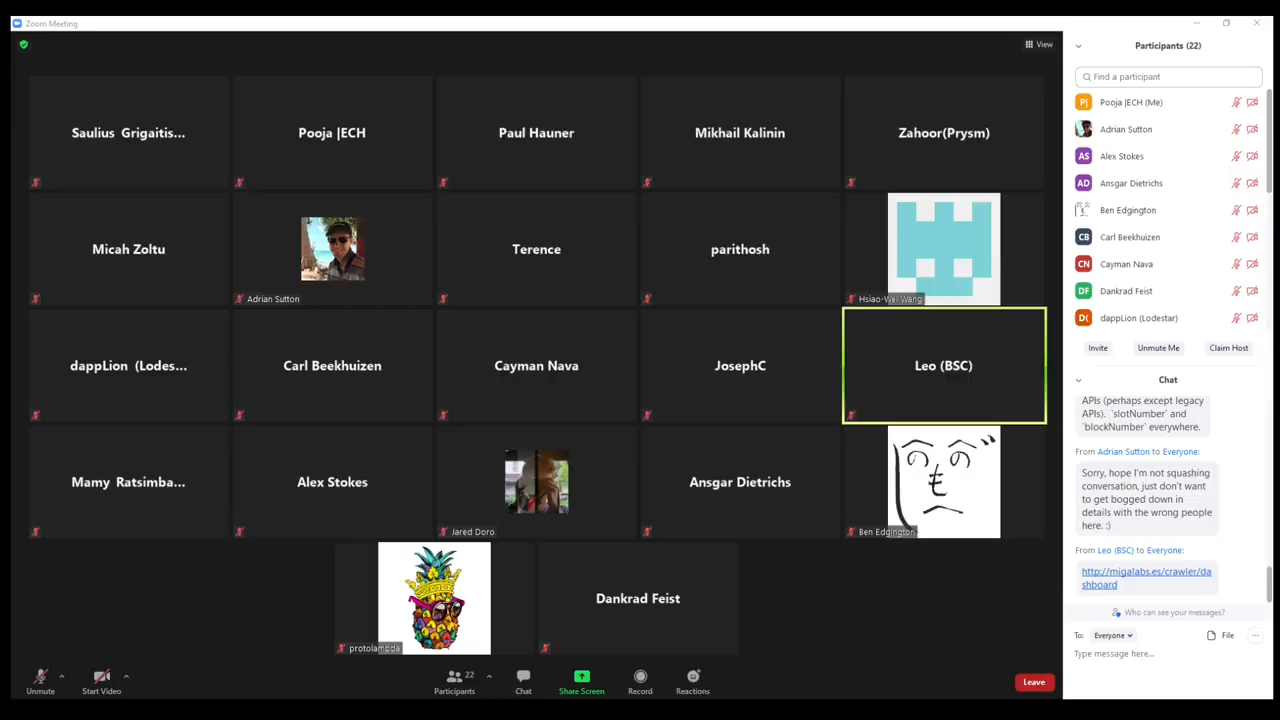 Zoom Meeting
View
Saulius Grigaitis...
Pooja |ECH
Paul Hauner
Mikhail Kalinin
Zahoor(Prysm)
Micah Zoltu
Adrian Sutton
Terence
parithosh
Hsiao-Wei Wang
dappLion (Lodes...
Carl Beekhuizen
Cayman Nava
JosephC
Leo (BSC)
Mamy Ratsimba...
Alex Stokes
Jared Doro
Ansgar Dietrichs
Ben Edgington
protolambda
Dankrad Feist
Unmute
Start Video
22
Participants
Chat
Share Screen
Record
Reactions
Leave
Participants (22)
Find a participant
P| Pooja |ECH (Me)
Adrian Sutton
AS Alex Stokes
AD Ansgar Dietrichs
Ben Edgington
CB Carl Beekhuizen
CN Cayman Nava
DF Dankrad Feist
D( dappLion (Lodestar)
Invite
Unmute Me
Claim Host
Chat
APIs (perhaps except legacy
APIs). `slotNumber` and
`blockNumber` everywhere.
From Adrian Sutton to Everyone:
Sorry, hope I'm not squashing
conversation, just don't want
to get bogged down in
details with the wrong people
here. :)
From Leo (BSC) to Everyone:
http://migalabs.es/crawler/da
shboard
Who can see your messages?
To: Everyone
File
Type message here...